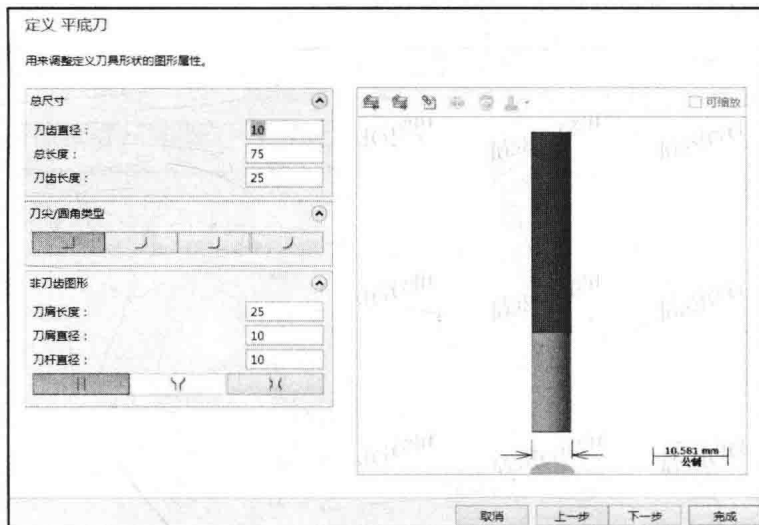 定义 平底刀
用来调整定义刀具形状的图形属性。
总尺寸
刀齿直径：
10
总长度：
75
刀齿长度：
25
刀尖/圆角类型
非刀齿图形
刀肩长度：
25
刀肩直径：
10
刀杆直径：
10
可缩放
10.581 mm
公制
取消
上一步
下一步
完成